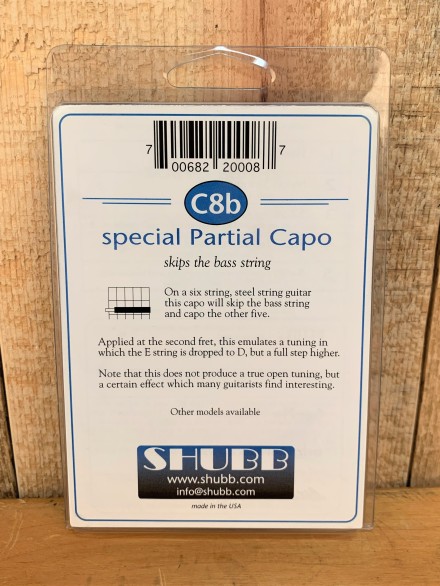 7 00682 20008 7
C8b
special Partial Capo
skips the bass string
On a six string, steel string guitar
this capo will skip the bass string
and capo the other five.
Applied at the second fret, this emulates a tuning in
which the E string is dropped to D, but a full step higher.
Note that this does not produce a true open tuning, but
a certain effect which many guitarists find interesting.
Other models available
SHUBB
www.shubb.com
info@shubb.com
made in the USA